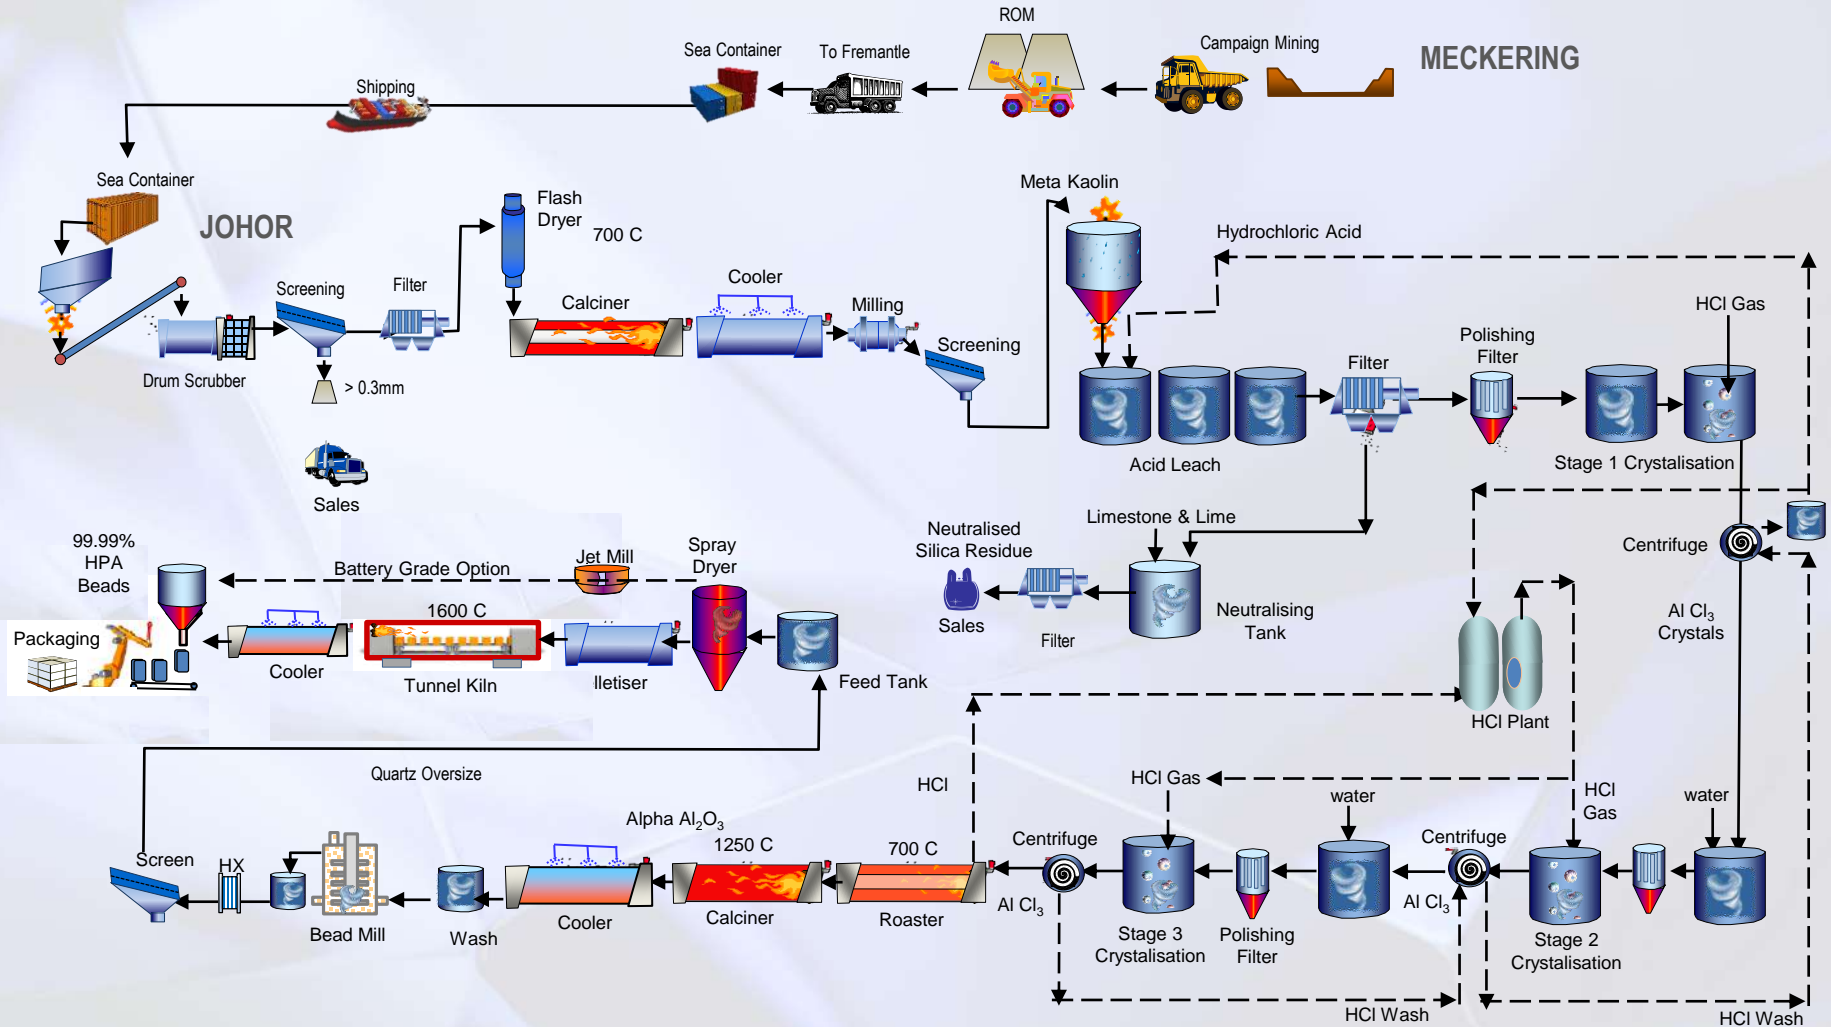 ROM
MECKERING
Campaign Mining
To Fremantle
Sea Container
Shipping
Sea Container
JOHOR
Flash
Dryer
700 C
Screening
Filter
Drum Scrubber
> 0.3mm
Sales
Calciner
Cooler
Milling
Screening
Meta Kaolin
Hydrochloric Acid
HCl Gas
Polishing
Filter
Filter
Acid Leach
Stage 1 Crystalisation
Limestone & Lime
Neutralised
Silica Residue
Sales
Filter
Neutralising
Tank
Centrifuge
Al Cl3
Crystals
HCl Plant
99.99%
HPA
Beads
Battery Grade Option
Jet Mill
Spray
Dryer
1600 C
Packaging
Cooler
Tunnel Kiln
lletiser
Feed Tank
Quartz Oversize
HCl
HCl Gas
HCl
Gas
water
water
Alpha Al2O3
1250 C
700 C
Centrifuge
Centrifuge
Screen
HX
Bead Mill
Wash
Cooler
Calciner
Roaster
Al Cl3
Al Cl3
Stage 3
Crystalisation
Polishing
Filter
Stage 2
Crystalisation
HCl Wash
HCl Wash